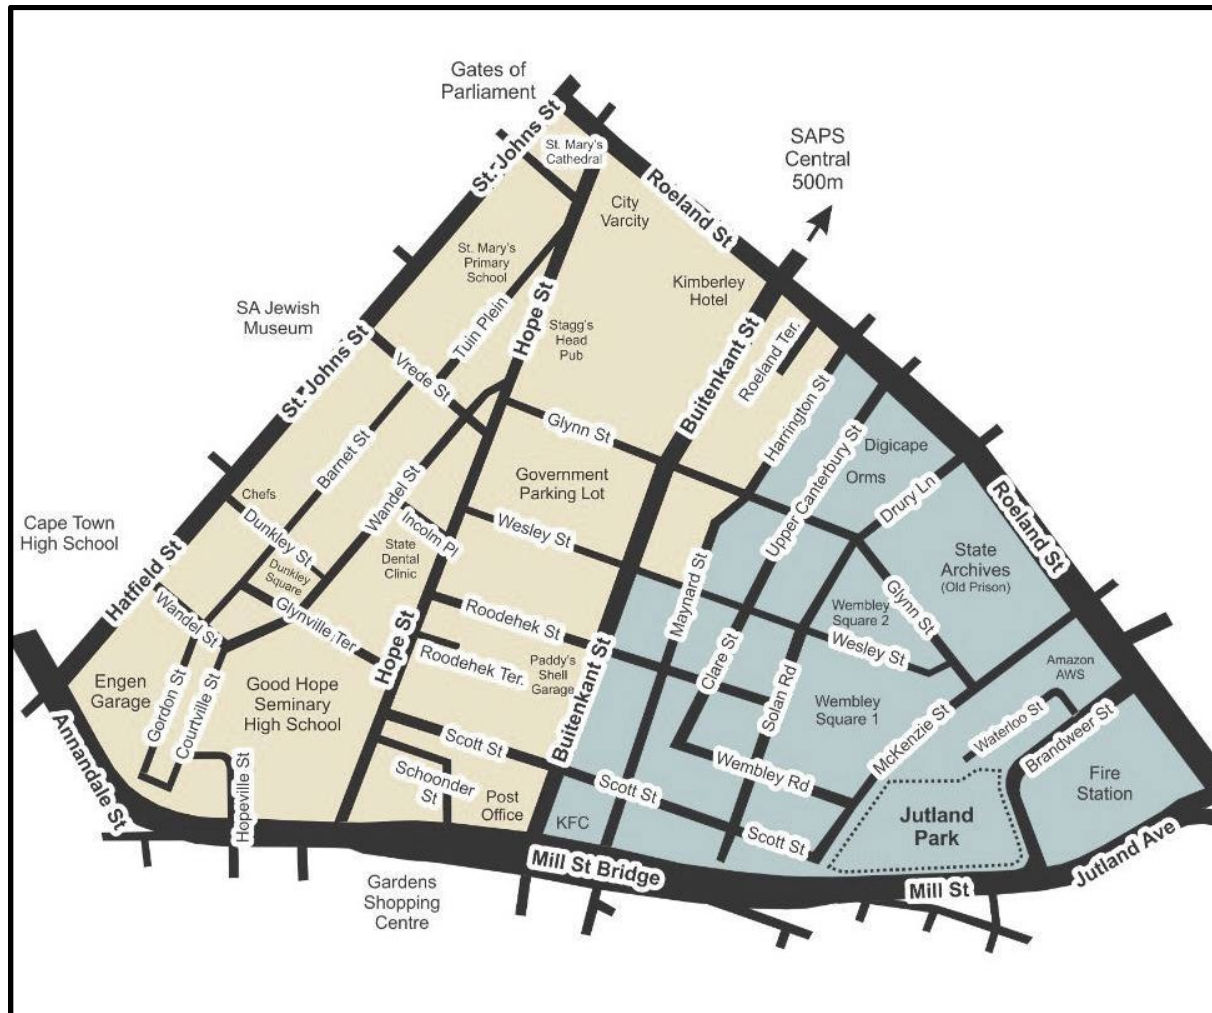 Gates of
Parliament
St. Johns St
St. Mary's
Cathedral
SAPS
Central
500m
Roeland St
City
Varcity
St. Mary's
Primary
School
Kimberley
Hotel
SA Jewish
Museum
Tuin Plein
Hope St
Stagg's
Head
Pub
St. Johns St
Vrede St
Buitenkant St
Roeland Ter.
Harrington St
Glynn St
Barnet St
Wandel St
Government
Parking Lot
Upper Canterbury St
Digicape
Orms
Drury Ln
Roeland St
Chefs
Cape Town
High School
Dunkley St
Incolm Pl
Wesley St
State
Dental
Clinic
Dunkley
Square
Hatfield St
Wandel St
Glynville Ter
Maynard St
State
Archives
(Old Prison)
Glynn St
Wembley
Square 2
Wesley St
Roodehek St
Hope St
Roodehek Ter.
Paddy's
Shell
Garage
Clare St
Solan Rd
Amazon
AWS
Engen
Garage
Gordon St
Courtville St
Good Hope
Seminary
High School
Buitenkant St
Wembley
Square 1
McKenzie St
Waterloo St
Brandweer St
Annandale St
Hopeville St
Scott St
Schoonder
St
Wembley Rd
Scott St
Fire
Station
Post
Office
KFC
Scott St
Jutland
Park
Jutland Ave
Mill St Bridge
Mill St
Gardens
Shopping
Centre